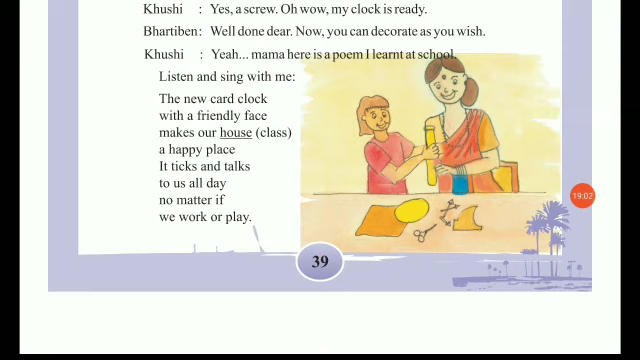 Khushi : Yes, a screw. Oh wow, my clock is ready.
Bhartiben: Well done dear. Now, you can decorate as you wish.
Khushi : Yeah... mama here is a poem I learnt at school.
Listen and sing with me:
The new card clock
with a friendly face
makes our house (class)
a happy place
It ticks and talks
to us all day
no matter if
we work or play.
19:02
39